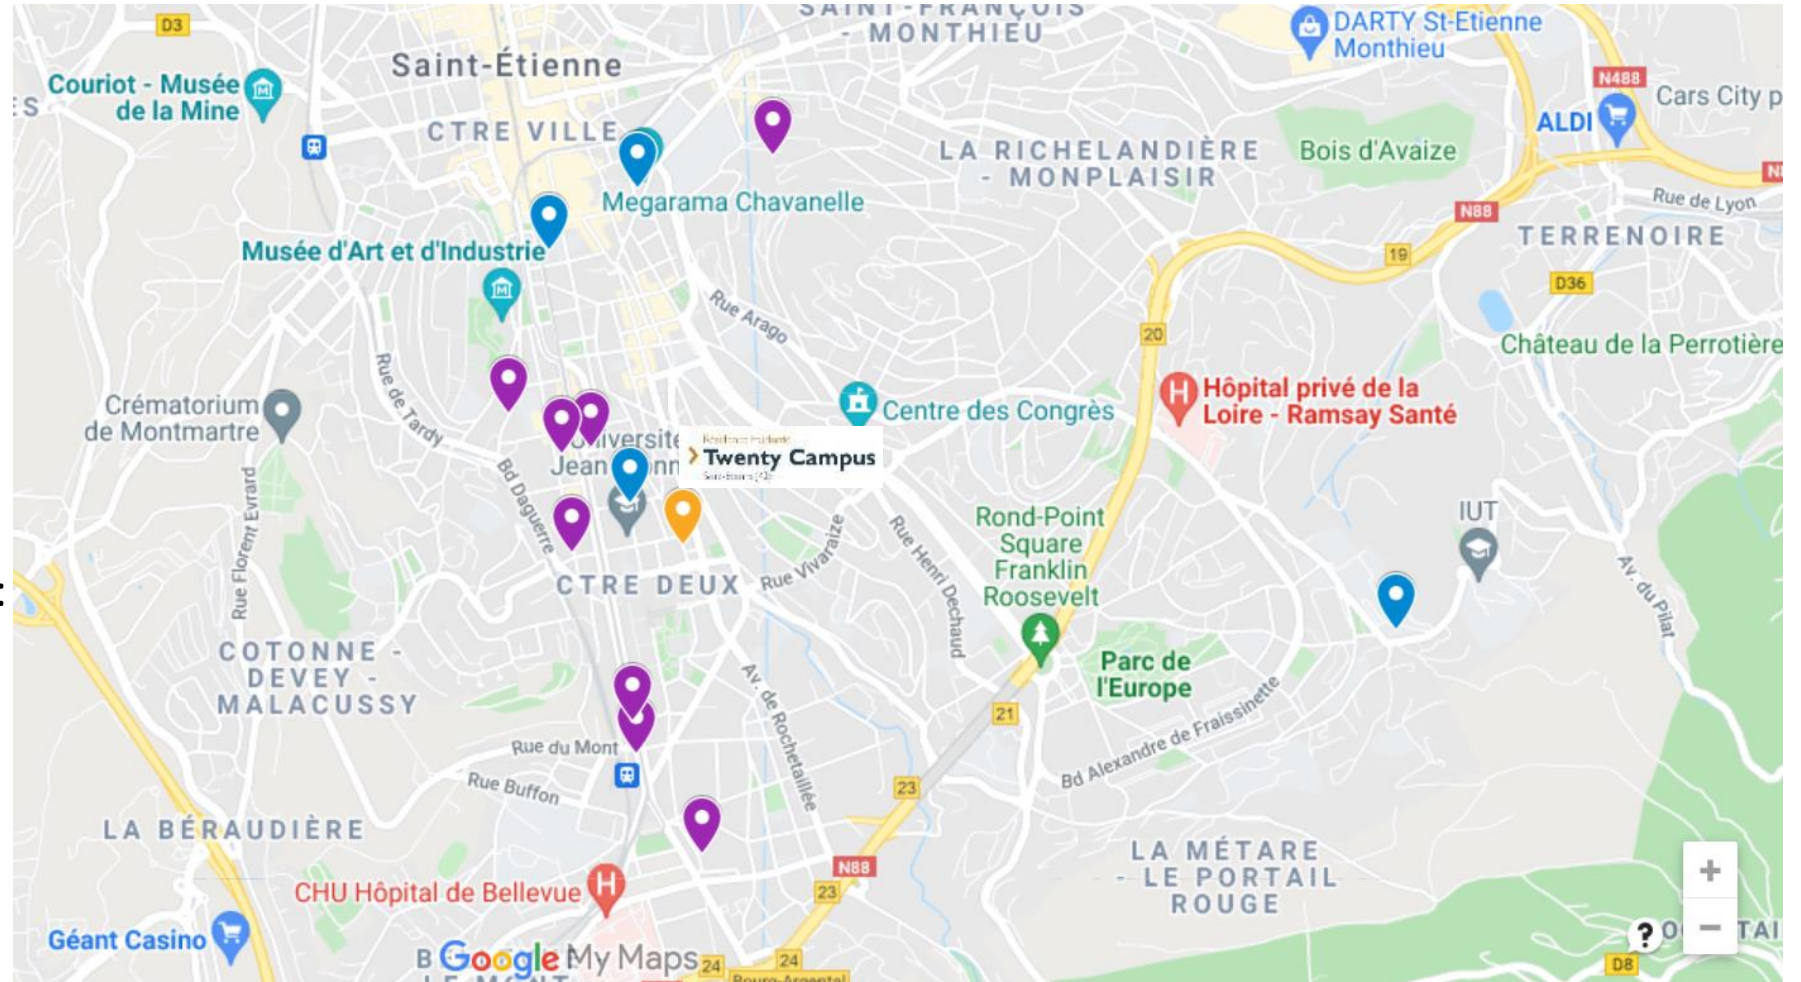 D3
SAINT-FRANÇOIS
- MONTHIEU
DARTY St-Etienne
Monthieu
Saint-Étienne
Couriot - Musée
de la Mine
N488
Cars City p
ALDI
CTRE VILLE
LA RICHELANDIÈRE
- MONPLAISIR
Bois d'Avaize
Megarama Chavanelle
Rue de Lyon
N88
TERRENOIRE
Musée d'Art et d'Industrie
19
D36
Rue Arago
20
Château de la Perrotière
Rue de Tardy
Crématorium
de Montmartre
Centre des Congrès
H
Hôpital privé de la
Loire - Ramsay Santé
Université
Jean
Twenty Campus
Bd Daguerre
Rue Florent Evrard
Rue Vivaraize
Rue Henri Dechaud
Rond-Point
Square
Franklin
Roosevelt
IUT
CTRE DEUX
Av. du Pilat
:
COTONNE -
DEVEY -
MALACUSSY
Parc de
l'Europe
Av. de Rochetaillée
21
Bd Alexandre de Fraissinette
Rue du Mont
Rue Buffon
23
LA BÉRAUDIÈRE
LA MÉTARE
- LE PORTAIL
ROUGE
N88
23
CHU Hôpital de Bellevue
H
Géant Casino
Google My Maps
24
24
Bourg-Argental
+
−
?
D8